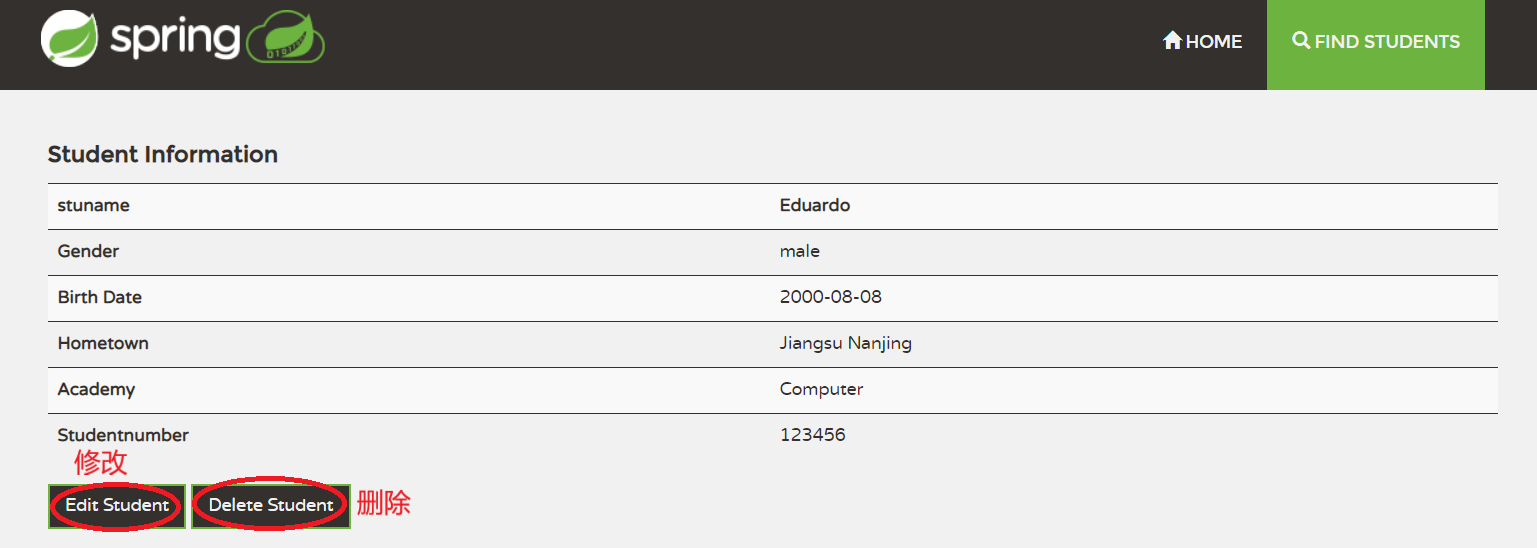 spring HOME FIND STUDENTS
Student Information
stuname Eduardo
Gender male
Birth Date 2000-08-08
Hometown Jiangsu Nanjing
Academy Computer
Studentnumber 123456
修改
Edit Student Delete Student 删除